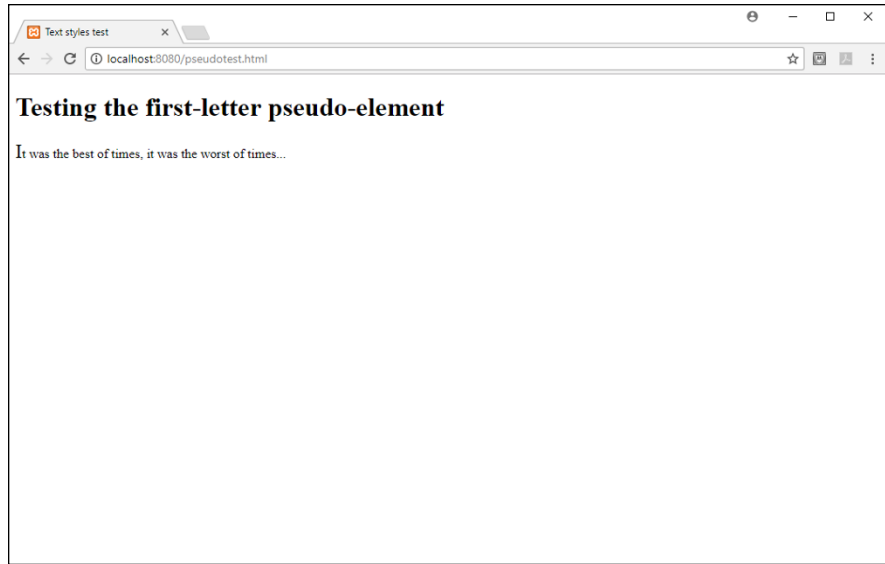 Text styles test
localhost:8080/pseudotest.html
Testing the first-letter pseudo-element
It was the best of times, it was the worst of times...